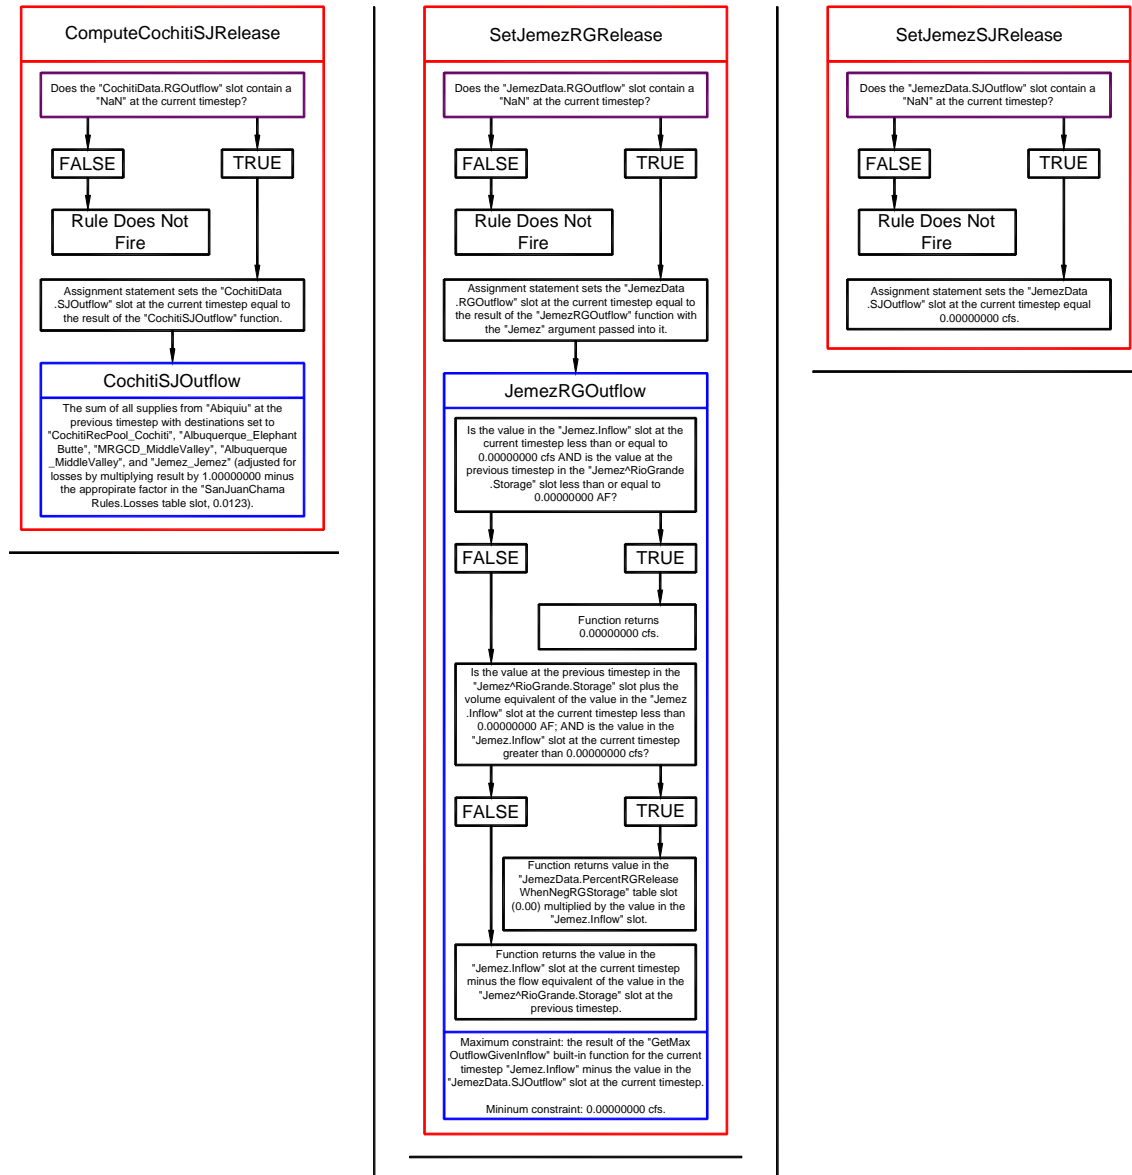 ComputeCochitiSJRelease
Does the "CochitiData.RGOutflow" slot contain a
"NaN" at the current timestep?
FALSE
TRUE
Rule Does Not
Fire
Assignment statement sets the "CochitiData
.SJOutflow" slot at the current timestep equal to
the result of the "CochitiSJOutflow" function.
CochitiSJOutflow
The sum of all supplies from "Abiquiu" at the
previous timestep with destinations set to
"CochitiRecPool_Cochiti", "Albuquerque_Elephant
Butte", "MRGCD_MiddleValley", "Albuquerque
_MiddleValley", and "Jemez_Jemez" (adjusted for
losses by multiplying result by 1.00000000 minus
the appropirate factor in the "SanJuanChama
Rules.Losses table slot, 0.0123).
SetJemezRGRelease
Does the "JemezData.RGOutflow" slot contain a
"NaN" at the current timestep?
FALSE
TRUE
Rule Does Not
Fire
Assignment statement sets the "JemezData
.RGOutflow" slot at the current timestep equal to
the result of the "JemezRGOutflow" function with
the "Jemez" argument passed into it.
JemezRGOutflow
Is the value in the "Jemez.Inflow" slot at the
current timestep less than or equal to
0.00000000 cfs AND is the value at the
previous timestep in the "Jemez^RioGrande
.Storage" slot less than or equal to
0.00000000 AF?
FALSE
TRUE
Function returns
0.00000000 cfs.
Is the value at the previous timestep in the
"Jemez^RioGrande.Storage" slot plus the
volume equivalent of the value in the "Jemez
.Inflow" slot at the current timestep less than
0.00000000 AF; AND is the value in the
"Jemez.Inflow" slot at the current timestep
greater than 0.00000000 cfs?
FALSE
TRUE
Function returns value in the
"JemezData.PercentRGRelease
WhenNegRGStorage" table slot
(0.00) multiplied by the value in the
"Jemez.Inflow" slot.
Function returns the value in the
"Jemez.Inflow" slot at the current timestep
minus the flow equivalent of the value in the
"Jemez^RioGrande.Storage" slot at the
previous timestep.
Maximum constraint: the result of the "GetMax
OutflowGivenInflow" built-in function for the current
timestep "Jemez.Inflow" minus the value in the
"JemezData.SJOutflow" slot at the current timestep.
Mininum constraint: 0.00000000 cfs.
SetJemezSJRelease
Does the "JemezData.SJOutflow" slot contain a
"NaN" at the current timestep?
FALSE
TRUE
Rule Does Not
Fire
Assignment statement sets the "JemezData
.SJOutflow" slot at the current timestep equal
0.00000000 cfs.